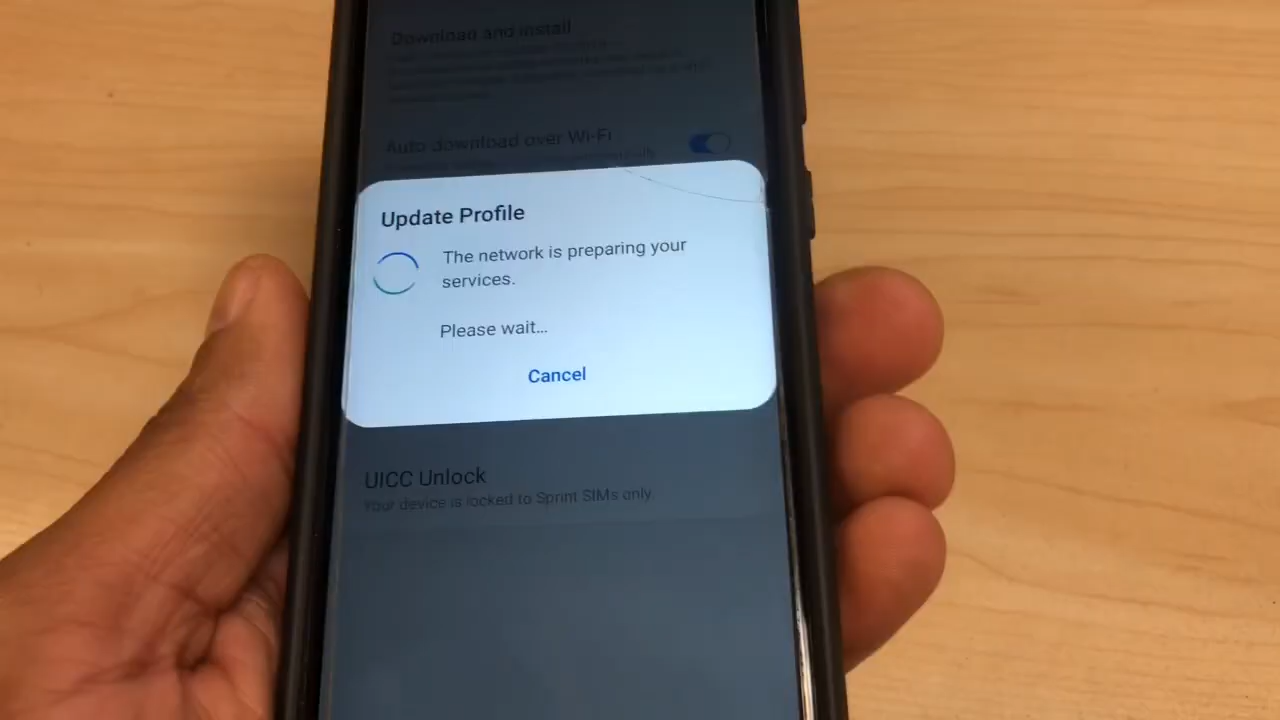 Download and install
Auto download over Wi-Fi
Update Profile
The network is preparing your
services.
Please wait...
Cancel
UICC Unlock
Your device is locked to Sprint SIMs only.